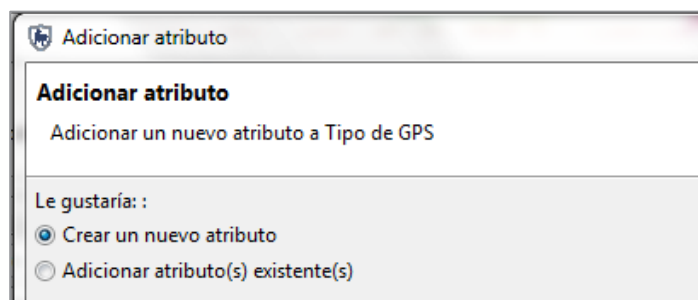 Adicionar atributo
Adicionar atributo
Adicionar un nuevo atributo a Tipo de GPS
Le gustaría: :
Crear un nuevo atributo
Adicionar atributo(s) existente(s)